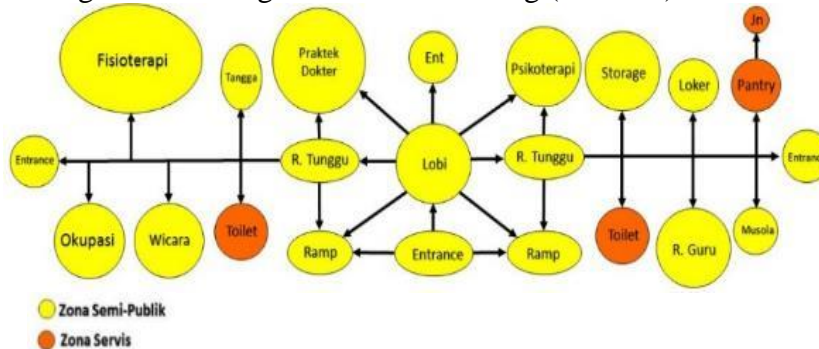 Jn
Fisioterapi
Tangga
Praktek
Dokter
Ent
Psikoterapi
Storage
Loker
Pantry
Entrance
R. Tunggu
Lobi
R. Tunggu
Entranc
Okupasi
Wicara
Toilet
Ramp
Entrance
Ramp
Toilet
R. Guru
Musola
Zona Semi-Publik
Zona Servis